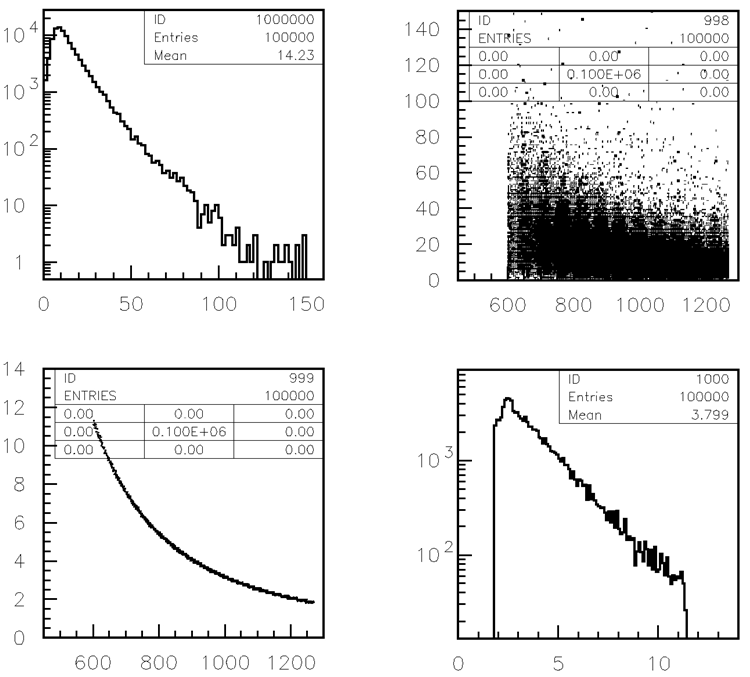 ID 1000000
Entries 100000
Mean 14.23
10^4
10^3
10^2
10
1
0 50 100 150
ID 998
ENTRIES 100000
0.00 0.00 0.00
0.00 0.100E+06 0.00
0.00 0.00 0.00
140
120
100
80
60
40
20
0
600 800 1000 1200
ID 999
ENTRIES 100000
0.00 0.00 0.00
0.00 0.100E+06 0.00
0.00 0.00 0.00
14
12
10
8
6
4
2
0
600 800 1000 1200
ID 1000
Entries 100000
Mean 3.799
10^3
10^2
0 5 10